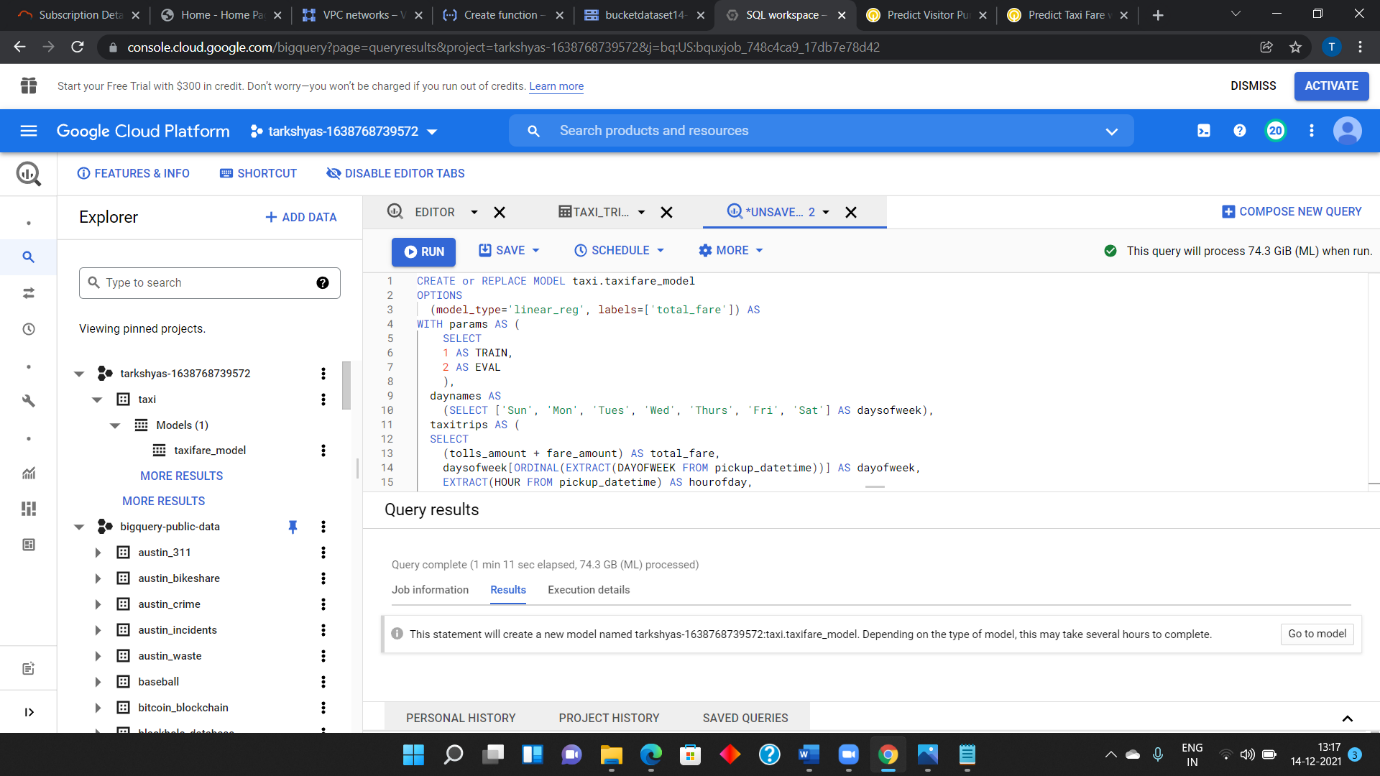 Subscription Deta
Home - Home Pa
VPC networks – V
Create function –
bucketdataset14-
SQL workspace –
Predict Visitor Pu
Predict Taxi Fare
console.cloud.google.com/bigquery?page=queryresults&project=tarkshyas-1638768739572&j=bq:US:bquxjob_748c4ca9_17db7e78d42
T
Start your Free Trial with $300 in credit. Don't worry—you won't be charged if you run out of credits. Learn more
DISMISS
ACTIVATE
Google Cloud Platform
tarkshyas-1638768739572
Search products and resources
20
FEATURES & INFO
SHORTCUT
DISABLE EDITOR TABS
Explorer
+ ADD DATA
EDITOR
TAXI_TRI...
*UNSAVE... 2
COMPOSE NEW QUERY
RUN
SAVE
SCHEDULE
MORE
This query will process 74.3 GiB (ML) when run.
Type to search
Viewing pinned projects.
tarkshyas-1638768739572
taxi
Models (1)
taxifare_model
MORE RESULTS
MORE RESULTS
bigquery-public-data
austin_311
austin_bikeshare
austin_crime
austin_incidents
austin_waste
baseball
bitcoin_blockchain
1 CREATE or REPLACE MODEL taxi.taxifare_model
2 OPTIONS
3 (model_type='linear_reg', labels=['total_fare']) AS
4 WITH params AS (
5 SELECT
6 1 AS TRAIN,
7 2 AS EVAL
8 ),
9 daynames AS
10 (SELECT ['Sun', 'Mon', 'Tues', 'Wed', 'Thurs', 'Fri', 'Sat'] AS daysofweek),
11 taxitrips AS (
12 SELECT
13 (tolls_amount + fare_amount) AS total_fare,
14 daysofweek[ORDINAL(EXTRACT(DAYOFWEEK FROM pickup_datetime))] AS dayofweek,
15 EXTRACT(HOUR FROM pickup_datetime) AS hourofday,
Query results
Query complete (1 min 11 sec elapsed, 74.3 GB (ML) processed)
Job information
Results
Execution details
This statement will create a new model named tarkshyas-1638768739572:taxi.taxifare_model. Depending on the type of model, this may take several hours to complete.
Go to model
PERSONAL HISTORY
PROJECT HISTORY
SAVED QUERIES
ENG
IN
13:17
14-12-2021
3